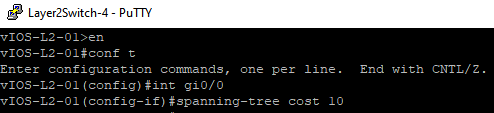 Layer2Switch-4 - PuTTY
vIOS-L2-01>en
vIOS-L2-01#conf t
Enter configuration commands, one per line.  End with CNTL/Z.
vIOS-L2-01(config)#int gi0/0
vIOS-L2-01(config-if)#spanning-tree cost 10